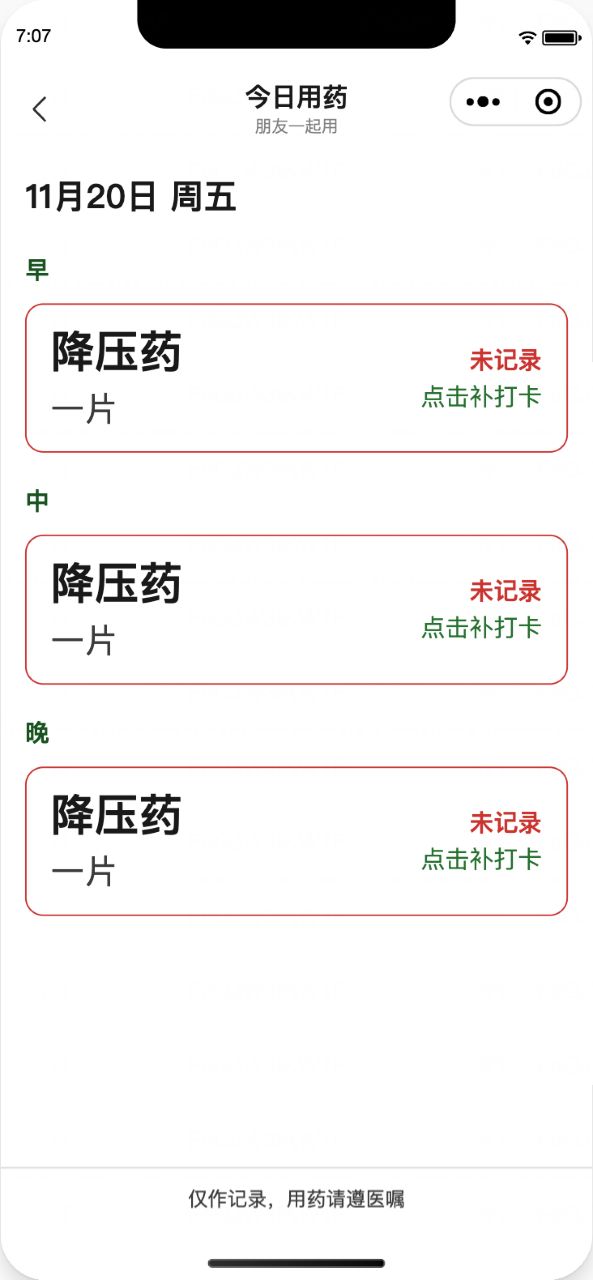 7:07
今日用药
朋友一起用
11月20日 周五
早
降压药
未记录
一片
点击补打卡
中
降压药
未记录
一片
点击补打卡
晚
降压药
未记录
一片
点击补打卡
仅作记录，用药请遵医嘱